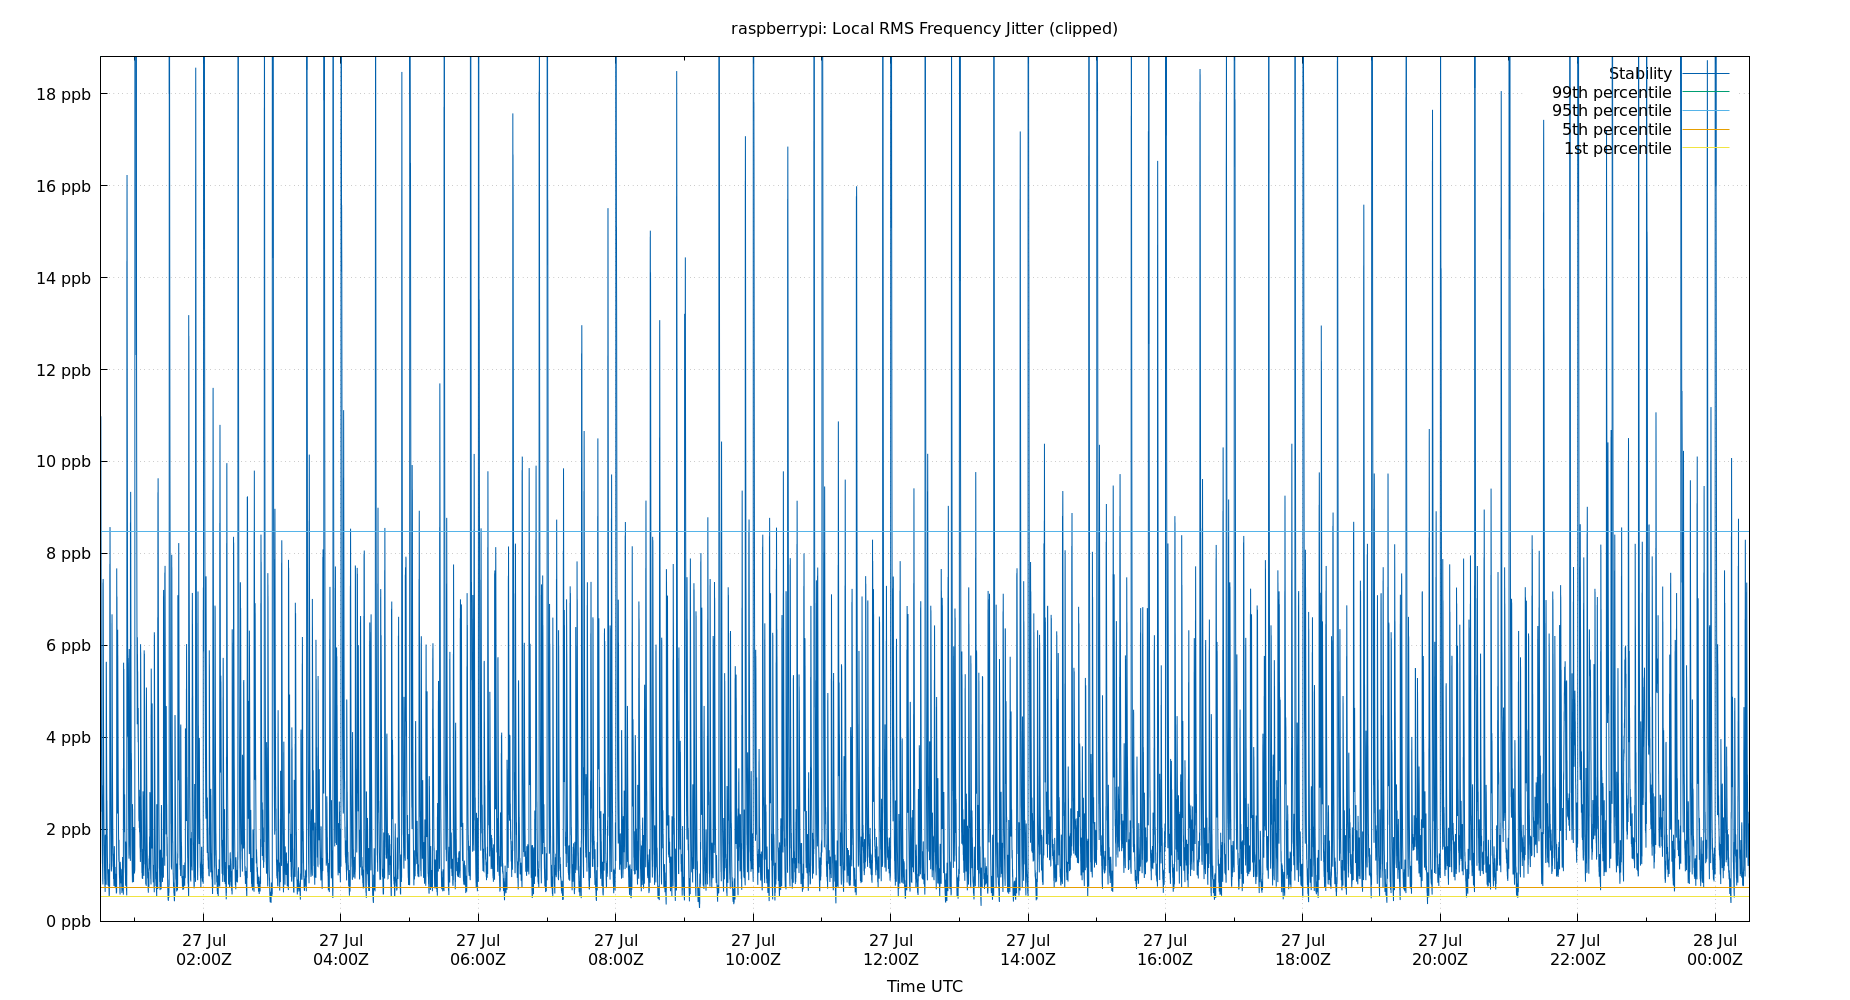 raspberrypi: Local RMS Frequency Jitter (clipped)
Stability
99th percentile
95th percentile
5th percentile
1st percentile
18 ppb
16 ppb
14 ppb
12 ppb
10 ppb
8 ppb
6 ppb
4 ppb
2 ppb
0 ppb
27 Jul 27 Jul 27 Jul 27 Jul 27 Jul 27 Jul 27 Jul 27 Jul 27 Jul 27 Jul 27 Jul 28 Jul
02:00Z 04:00Z 06:00Z 08:00Z 10:00Z 12:00Z 14:00Z 16:00Z 18:00Z 20:00Z 22:00Z 00:00Z
Time UTC